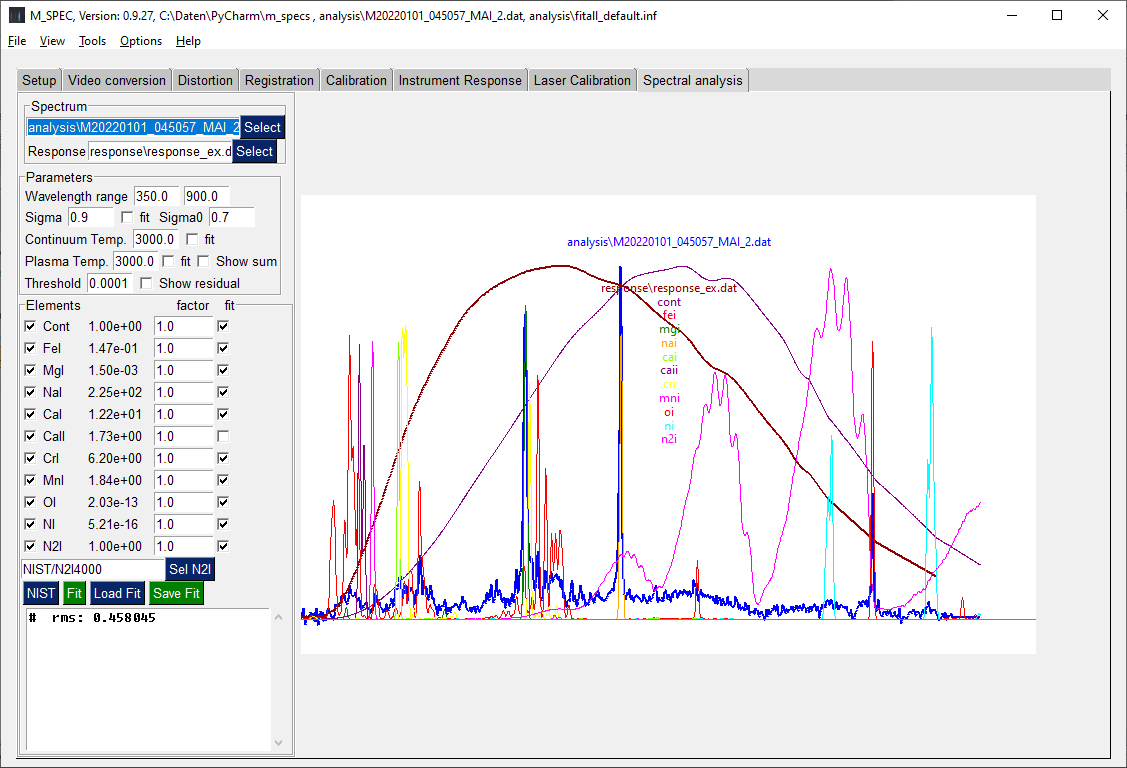 M_SPEC, Version: 0.9.27, C:\Daten\PyCharm\m_specs , analysis\M20220101_045057_MAI_2.dat, analysis\fitall_default.inf
File View Tools Options Help
Setup Video conversion Distortion Registration Calibration Instrument Response Laser Calibration Spectral analysis
Spectrum
analysis\M20220101_045057_MAI_2 Select
Response response\response_ex.d Select
Parameters
Wavelength range 350.0 900.0
Sigma 0.9 fit Sigma0 0.7
Continuum Temp. 3000.0 fit
Plasma Temp. 3000.0 fit Show sum
Threshold 0.0001 Show residual
Elements factor fit
Cont 1.00e+00 1.0
FeI 1.47e-01 1.0
MgI 1.50e-03 1.0
NaI 2.25e+02 1.0
CaI 1.22e+01 1.0
CaII 1.73e+00 1.0
CrI 6.20e+00 1.0
MnI 1.84e+00 1.0
OI 2.03e-13 1.0
NI 5.21e-16 1.0
N2I 1.00e+00 1.0
NIST/N2I4000 Sel N2I
NIST Fit Load Fit Save Fit
# rms: 0.458045
analysis\M20220101_045057_MAI_2.dat
response\response_ex.dat
cont
fei
mgi
nai
cai
caii
cri
mni
oi
ni
n2i